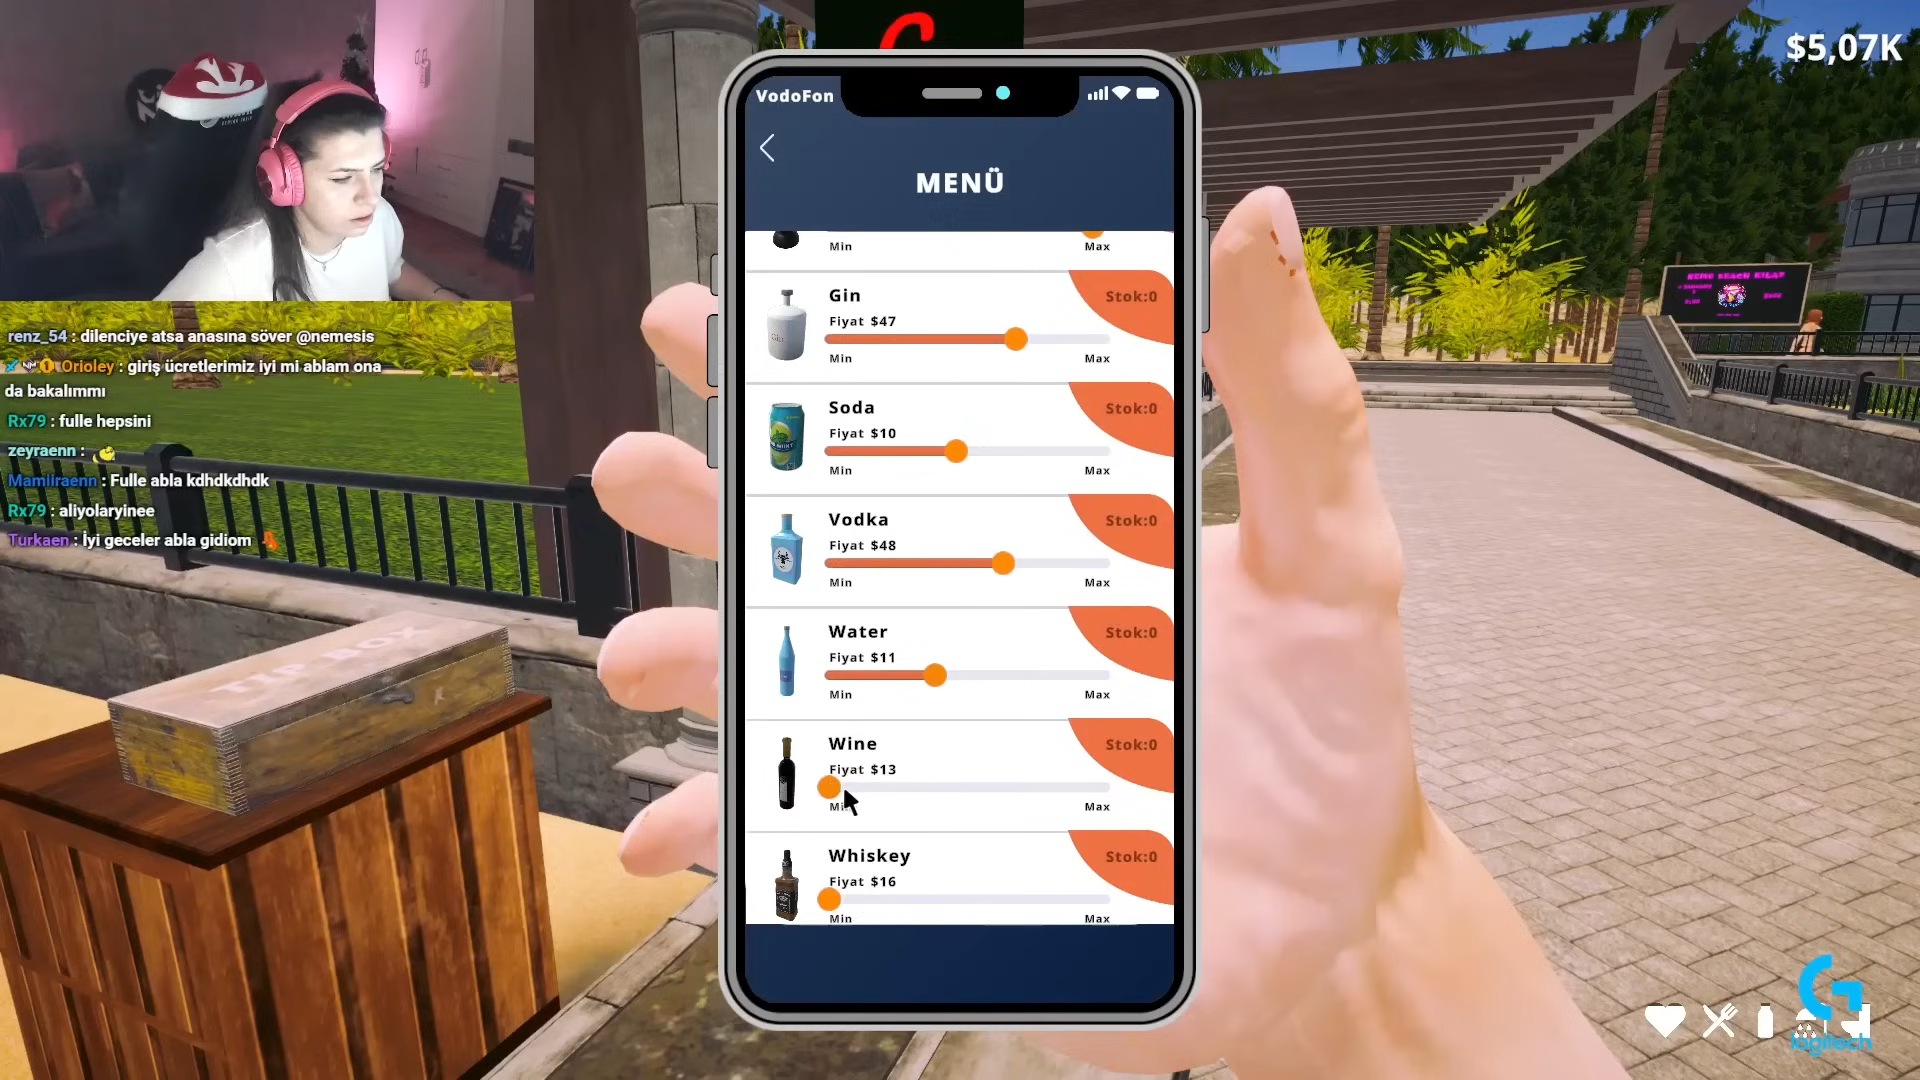 $5,07K
VodoFon
MENÜ
Min
Max
Gin
Stok:0
Fiyat $47
Min
Max
Soda
Stok:0
Fiyat $10
Min
Max
Vodka
Stok:0
Fiyat $48
Min
Max
Water
Stok:0
Fiyat $11
Min
Max
Wine
Stok:0
Fiyat $13
Max
Whiskey
Stok:0
Fiyat $16
Min
Max
renz_54 : dilenciye atsa anasına söver @nemesis
Orioley : giriş ücretlerimiz iyi mi ablam ona
da bakalımmı
Rx79 : fulle hepsini
zeyraenn :
Mamiiraenn : Fulle abla kdhdkdhdk
Rx79 : aliyolaryinee
Turkaen : İyi geceler abla gidiom
TIP BOX
logitech